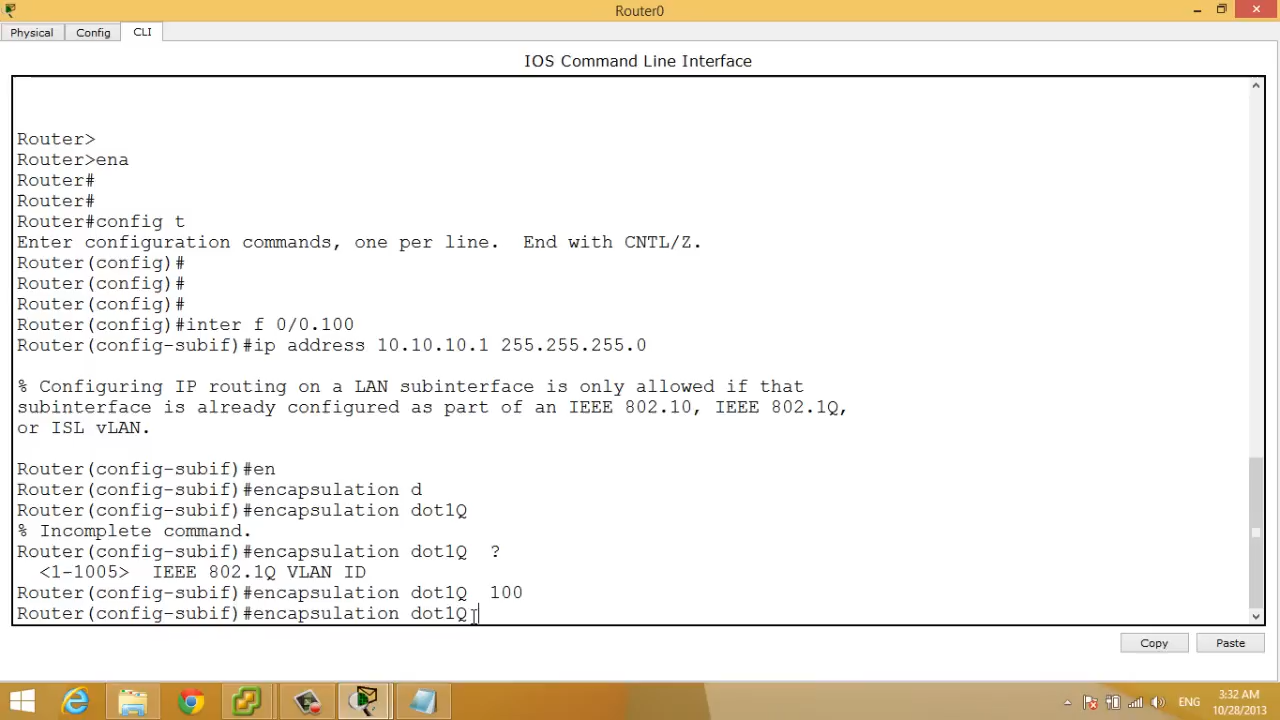 Router0
Physical Config CLI
IOS Command Line Interface
Router>
Router>ena
Router#
Router#
Router#config t
Enter configuration commands, one per line.  End with CNTL/Z.
Router(config)#
Router(config)#
Router(config)#
Router(config)#inter f 0/0.100
Router(config-subif)#ip address 10.10.10.1 255.255.255.0
% Configuring IP routing on a LAN subinterface is only allowed if that
subinterface is already configured as part of an IEEE 802.10, IEEE 802.1Q,
or ISL vLAN.
Router(config-subif)#en
Router(config-subif)#encapsulation d
Router(config-subif)#encapsulation dot1Q
% Incomplete command.
Router(config-subif)#encapsulation dot1Q  ?
  <1-1005>  IEEE 802.1Q VLAN ID
Router(config-subif)#encapsulation dot1Q  100
Router(config-subif)#encapsulation dot1Q
Copy Paste
ENG
3:32 AM
10/28/2013